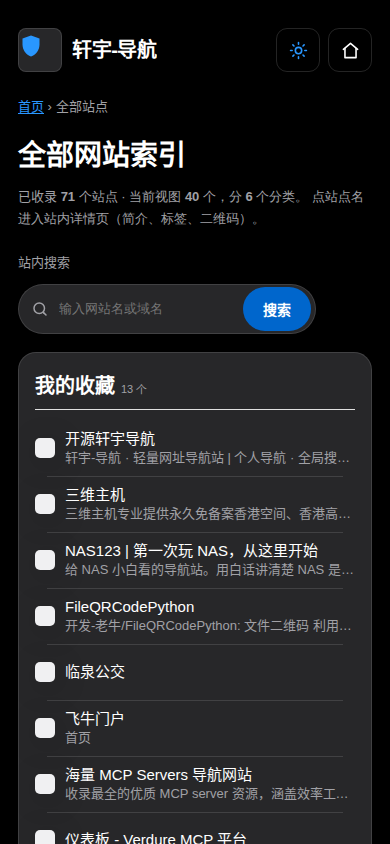 轩宇-导航
首页 › 全部站点
全部网站索引
已收录 71 个站点 · 当前视图 40 个，分 6 个分类。 点站点名
进入站内详情页（简介、标签、二维码）。
站内搜索
输入网站名或域名
搜索
我的收藏 13 个
开源轩宇导航
轩宇-导航 · 轻量网址导航站 | 个人导航 · 全局搜...
三维主机
三维主机专业提供永久免备案香港空间、香港高...
NAS123 | 第一次玩 NAS，从这里开始
给 NAS 小白看的导航站。用白话讲清楚 NAS 是...
FileQRCodePython
开发-老牛/FileQRCodePython: 文件二维码 利用...
临泉公交
飞牛门户
首页
海量 MCP Servers 导航网站
收录最全的优质 MCP server 资源，涵盖效率工...
仪表板 - Verdure MCP 平台